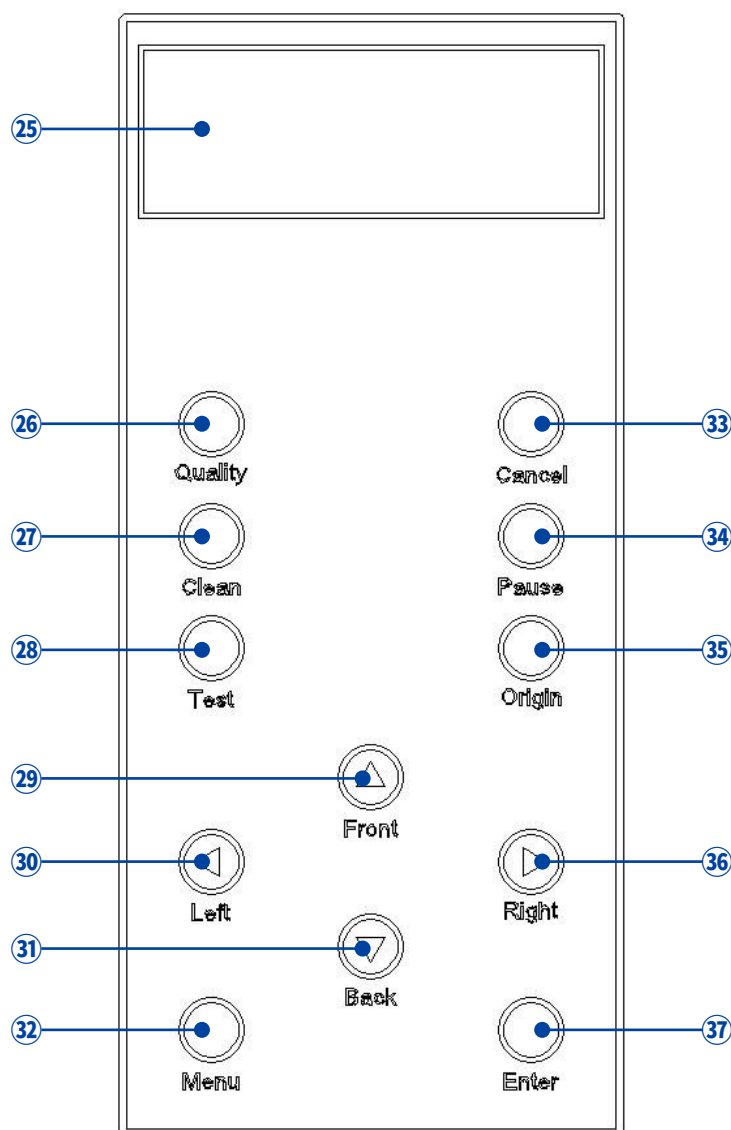 ㉕
㉖ ㉝
Quality Cancel
㉗ ㉞
Clean Pause
㉘ ㉟
Test Origin
㉙
Front
㉚ ㊱
Left Right
㉛
Back
㉜ ㊲
Menu Enter